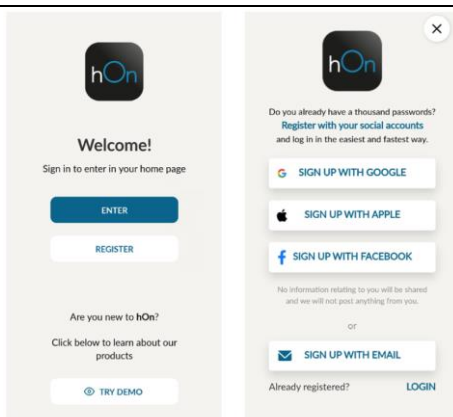 hOn
Welcome!
Sign in to enter in your home page
ENTER
REGISTER
Are you new to hOn?
Click below to learn about our
products
TRY DEMO
hOn
Do you already have a thousand passwords?
Register with your social accounts
and log in in the easiest and fastest way.
SIGN UP WITH GOOGLE
SIGN UP WITH APPLE
SIGN UP WITH FACEBOOK
No information relating to you will be shared
and we will not post anything from you.
or
SIGN UP WITH EMAIL
Already registered? LOGIN